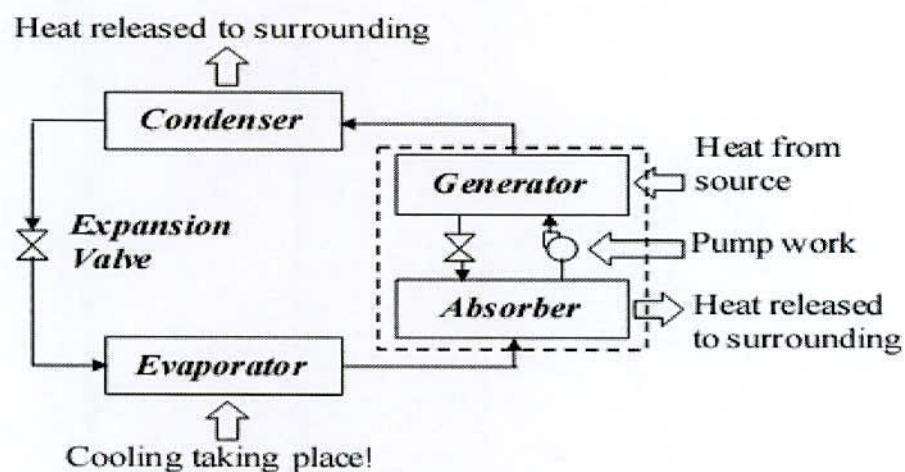 Heat released to surrounding
Condenser
Heat from
source
Generator
Expansion
Valve
Pump work
Absorber
Heat released
to surrounding
Evaporator
Cooling taking place!